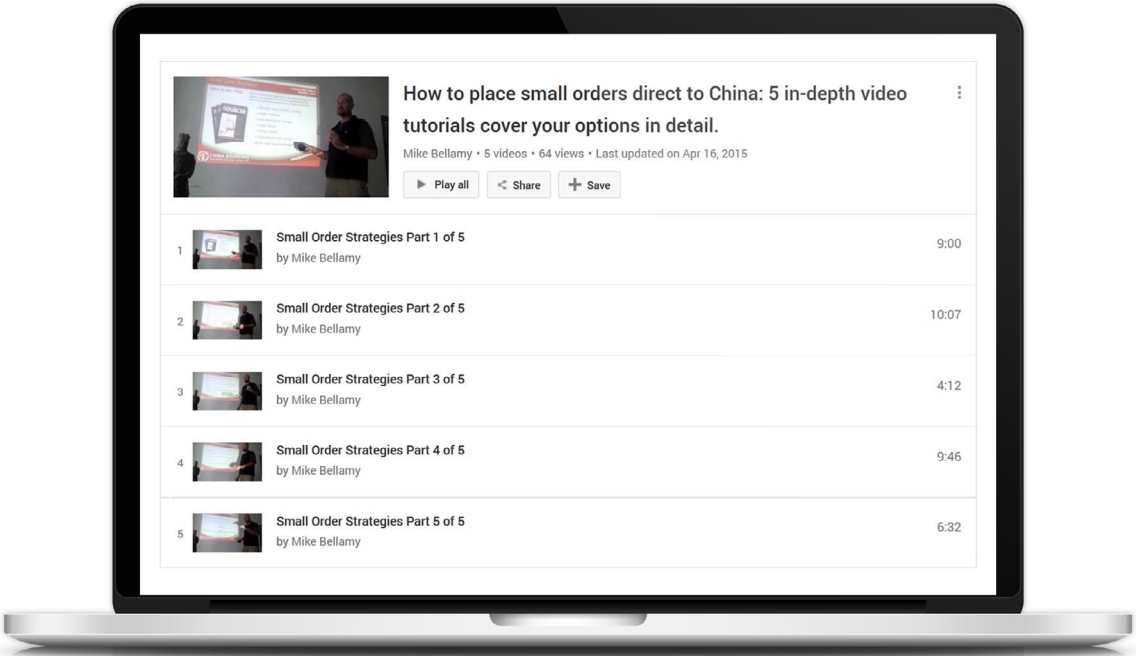 How to place small orders direct to China: 5 in-depth video
tutorials cover your options in detail.
Mike Bellamy • 5 videos • 64 views • Last updated on Apr 16, 2015
Play all
Share
Save
1
Small Order Strategies Part 1 of 5
by Mike Bellamy
9:00
2
Small Order Strategies Part 2 of 5
by Mike Bellamy
10:07
3
Small Order Strategies Part 3 of 5
by Mike Bellamy
4:12
4
Small Order Strategies Part 4 of 5
by Mike Bellamy
9:46
5
Small Order Strategies Part 5 of 5
by Mike Bellamy
6:32